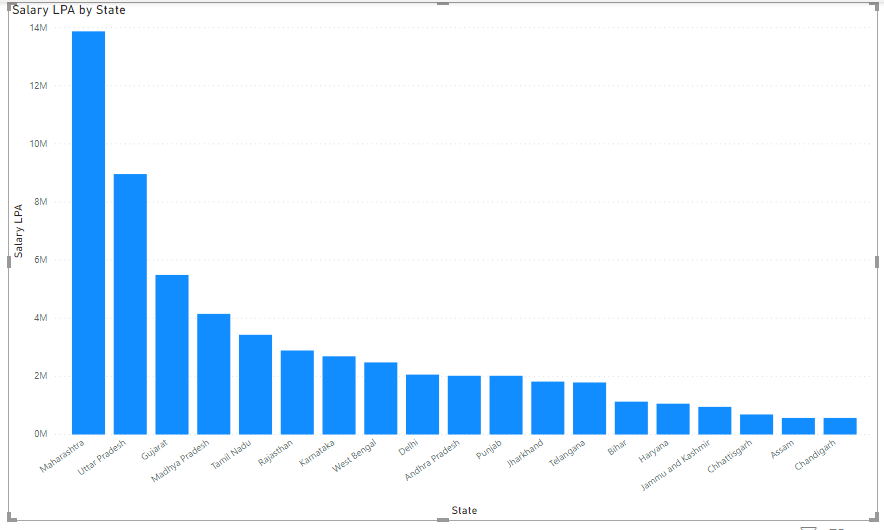 Salary LPA by State
14M
12M
10M
8M
6M
4M
2M
0M
Salary LPA
Maharashtra
Uttar Pradesh
Gujarat
Madhya Pradesh
Tamil Nadu
Rajasthan
Karnataka
West Bengal
Delhi
Andhra Pradesh
Punjab
Jharkhand
Telangana
Bihar
Haryana
Jammu and Kashmir
Chhattisgarh
Assam
Chandigarh
State